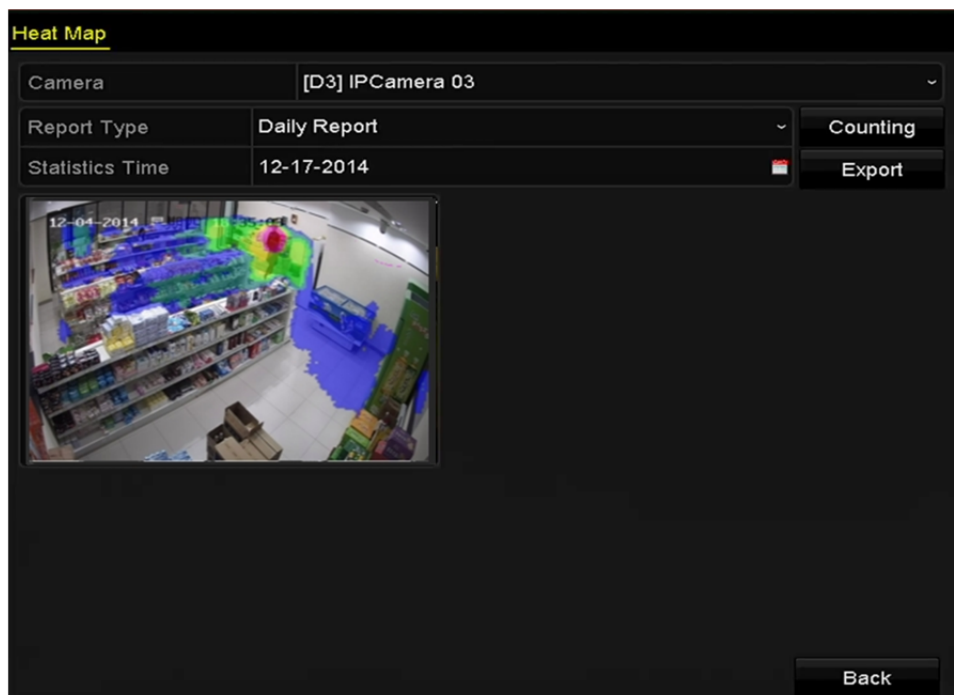 Heat Map
Camera
[D3] IPCamera 03
Report Type
Daily Report
Counting
Statistics Time
12-17-2014
Export
12-04-2014
Back